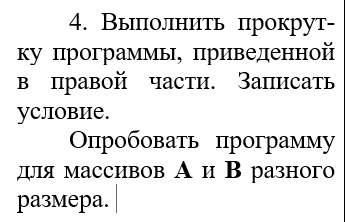 4. Выполнить прокрут-
ку программы, приведенной
в правой части. Записать
условие.
Опробовать программу
для массивов А и В разного
размера.